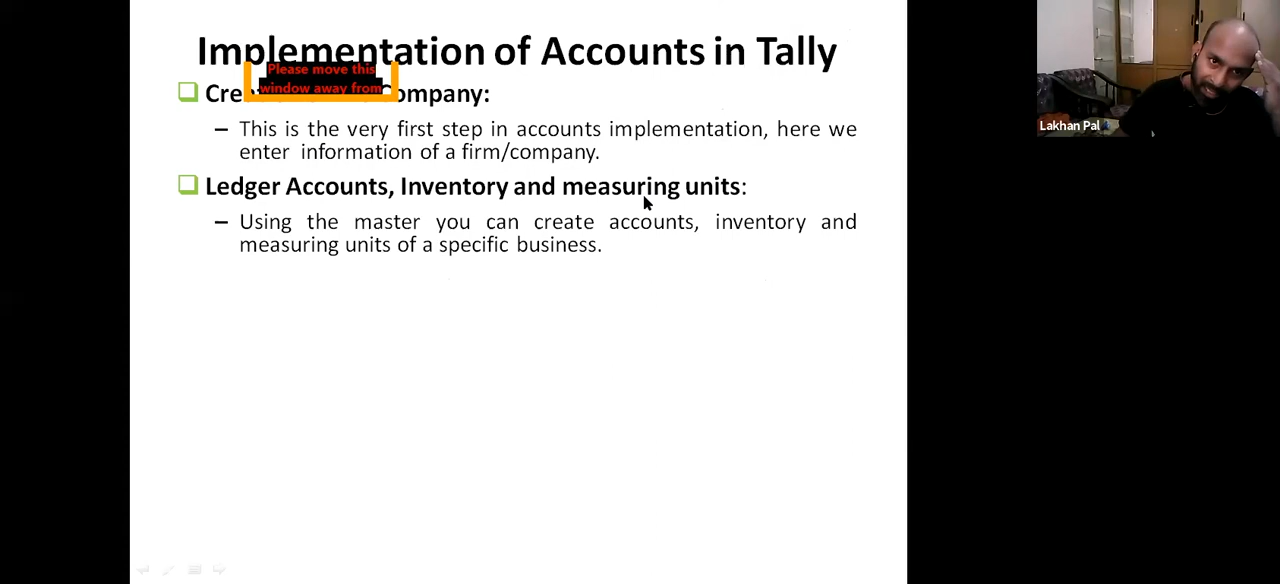 Implementation of Accounts in Tally
Please move this
window away from
Cre ompany:
– This is the very first step in accounts implementation, here we
enter information of a firm/company.
Ledger Accounts, Inventory and measuring units:
– Using the master you can create accounts, inventory and
measuring units of a specific business.
Lakhan Pal